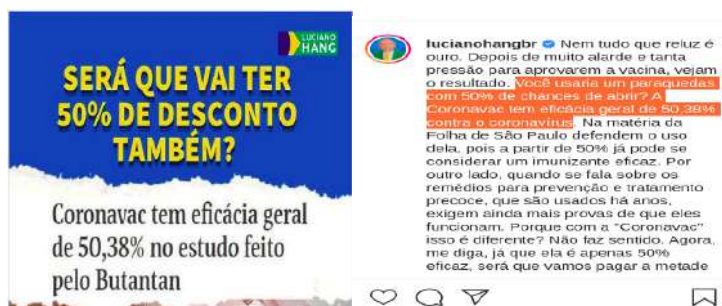 LUCIANO
HANG
SERÁ QUE VAI TER
50% DE DESCONTO
TAMBÉM?
Coronavac tem eficácia geral
de 50,38% no estudo feito
pelo Butantan
lucianohangbr Nem tudo que reluz é
ouro. Depois de muito alarde e tanta
pressão para aprovarem a vacina, vejam
o resultado. Você usaria um paraquedas
com 50% de chances de abrir? A
Coronavac tem eficácia geral de 50,38%
contra o coronavírus. Na matéria da
Folha de São Paulo defendem o uso
dela, pois a partir de 50% já pode se
considerar um imunizante eficaz. Por
outro lado, quando se fala sobre os
remédios para prevenção e tratamento
precoce, que são usados há anos,
exigem ainda mais provas de que eles
funcionam. Porque com a "Coronavac"
isso é diferente? Não faz sentido. Agora,
me diga, já que ela é apenas 50%
eficaz, será que vamos pagar a metade